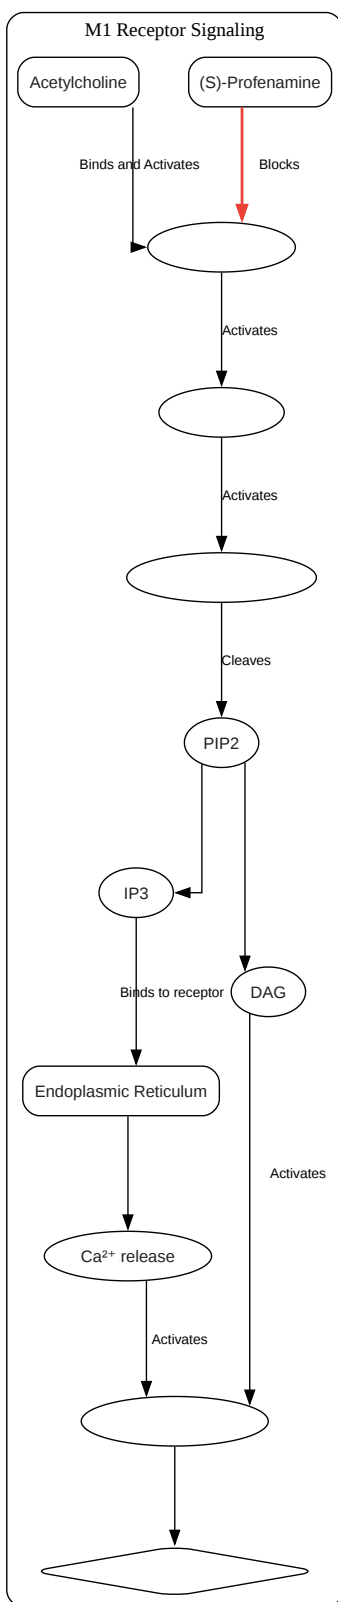 M1 Receptor Signaling
Acetylcholine
(S)-Profenamine
Binds and Activates
Blocks
Activates
Activates
Cleaves
PIP2
IP3
Binds to receptor
DAG
Endoplasmic Reticulum
Activates
Ca²⁺ release
Activates